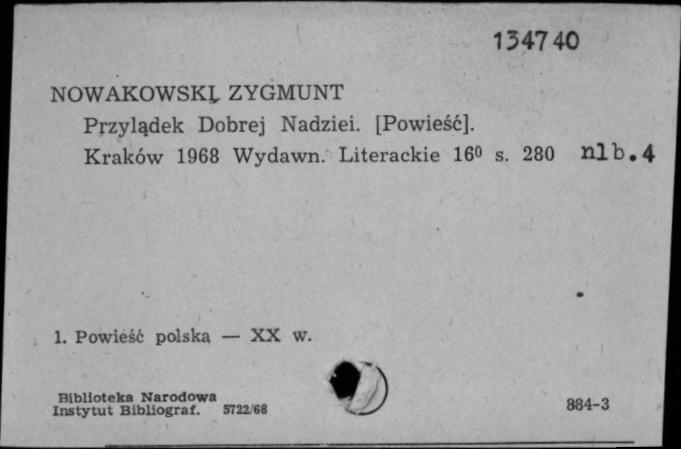 134740
NOWAKOWSKI, ZYGMUNT
Przylądek Dobrej Nadziei. [Powieść].
Kraków 1968 Wydawn. Literackie 16⁰ s. 280 nlb.4
1. Powieść polska — XX w.
Biblioteka Narodowa
Instytut Bibliograf. 5722/68
884-3